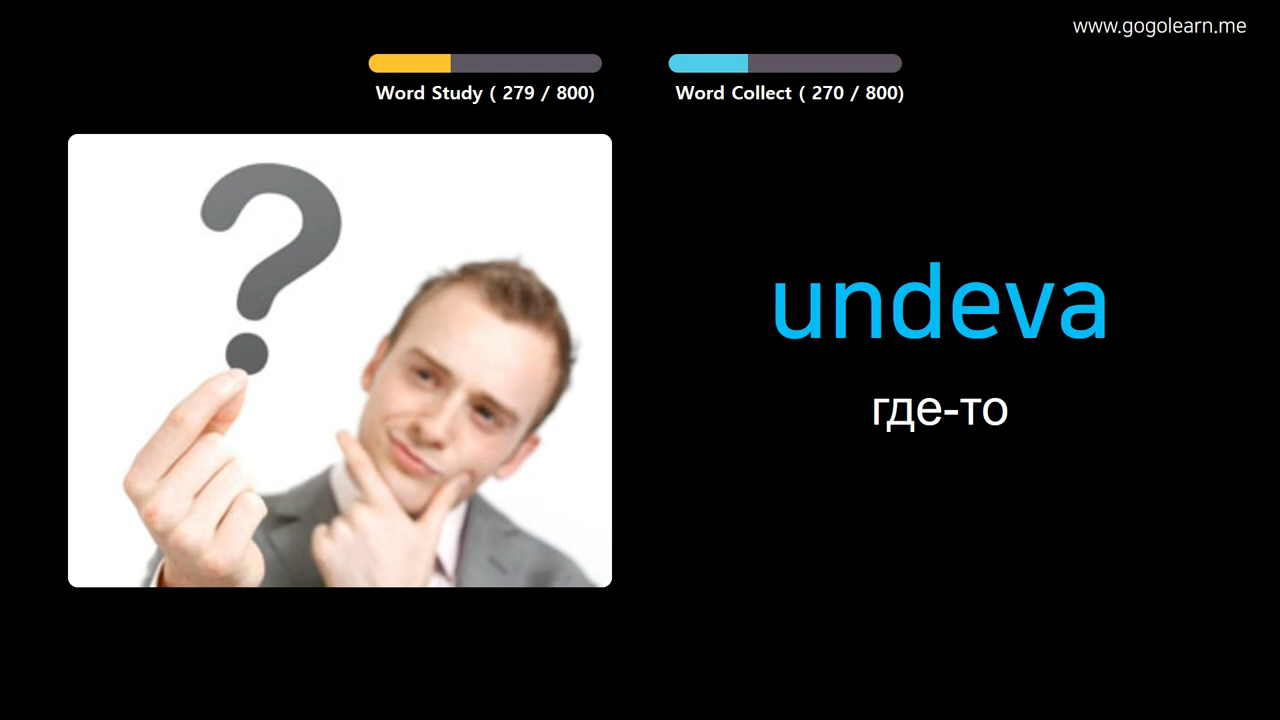 www.gogolearn.me
Word Study ( 279 / 800)
Word Collect ( 270 / 800)
?
undeva
где-то